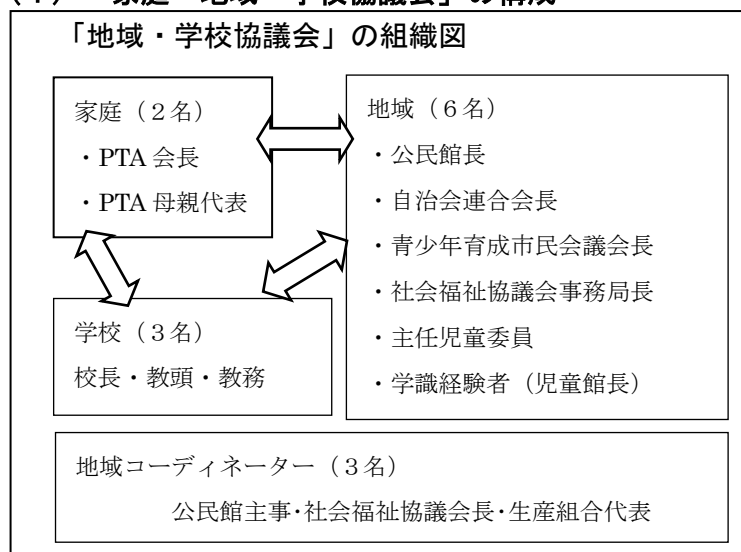 「地域・学校協議会」の組織図
家庭（２名）
・PTA 会長
・PTA 母親代表
地域（６名）
・公民館長
・自治会連合会長
・青少年育成市民会議会長
・社会福祉協議会事務局長
・主任児童委員
・学識経験者（児童館長）
学校（３名）
校長・教頭・教務
地域コーディネーター（３名）
公民館主事・社会福祉協議会長・生産組合代表